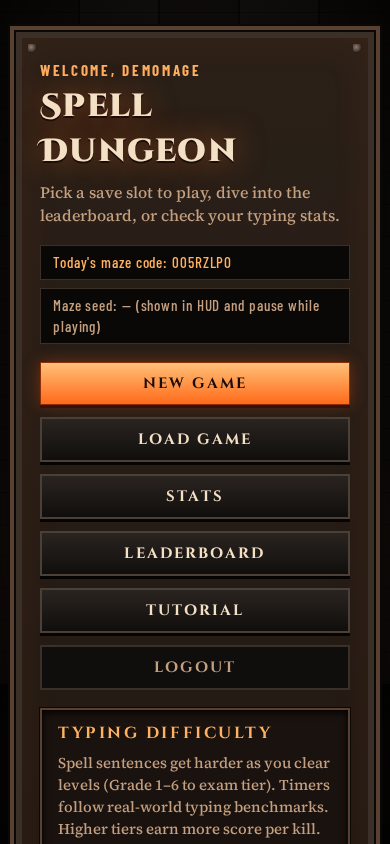 WELCOME, DEMOMAGE
SPELL
DUNGEON
Pick a save slot to play, dive into the
leaderboard, or check your typing stats.
Today's maze code: 005RZLP0
Maze seed: — (shown in HUD and pause while
playing)
NEW GAME
LOAD GAME
STATS
LEADERBOARD
TUTORIAL
LOGOUT
TYPING DIFFICULTY
Spell sentences get harder as you clear
levels (Grade 1–6 to exam tier). Timers
follow real-world typing benchmarks.
Higher tiers earn more score per kill.